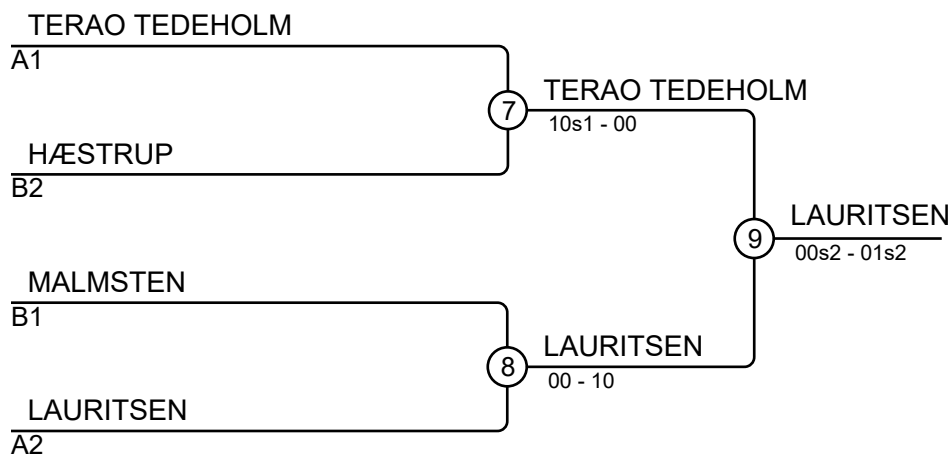 TERAO TEDEHOLM
A1
7
TERAO TEDEHOLM
10s1 - 00
HÆSTRUP
B2
9
LAURITSEN
00s2 - 01s2
MALMSTEN
B1
8
LAURITSEN
00 - 10
LAURITSEN
A2